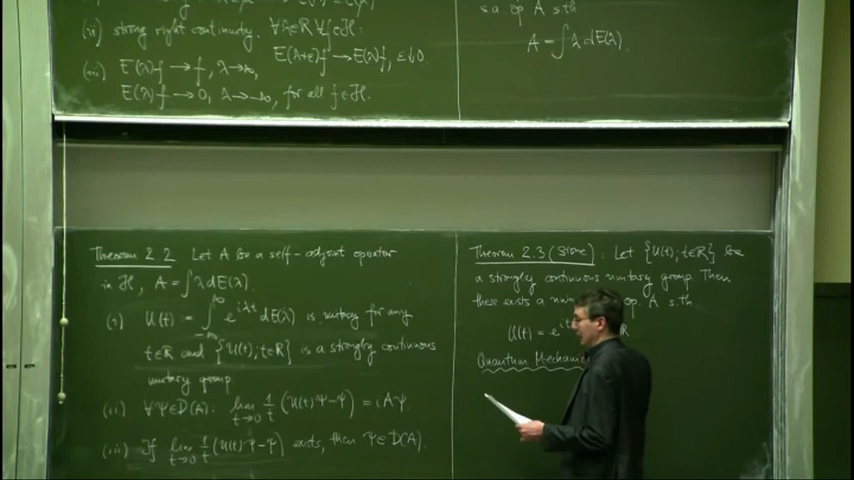 (ii) strong right continuity. ∀λ∈R ∀f∈ℋ:
E(λ+ε)f → E(λ)f, ε↓0.
(iii) E(λ)f → f, λ→∞,
E(λ)f → 0, λ→-∞, for all f∈ℋ.
s.a. op A s.th
A = ∫λ dE(λ).
Theorem 2.2 Let A be a self-adjoint operator
in ℋ, A = ∫λ dE(λ).
(i) U(t) = ∫_{-∞}^{∞} e^{iλt} dE(λ) is unitary for any
t∈R and {U(t); t∈R} is a strongly continuous
unitary group.
(ii) ∀Ψ∈D(A): lim_{t→0} 1/t (U(t)Ψ-Ψ) = iAΨ.
(iii) If lim_{t→0} 1/t (U(t)Ψ-Ψ) exists, then Ψ∈D(A).
Theorem 2.3 (Stone): Let {U(t); t∈R} be
a strongly continuous unitary group. Then
there exists a op. A s.th
U(t) = R
Quantum